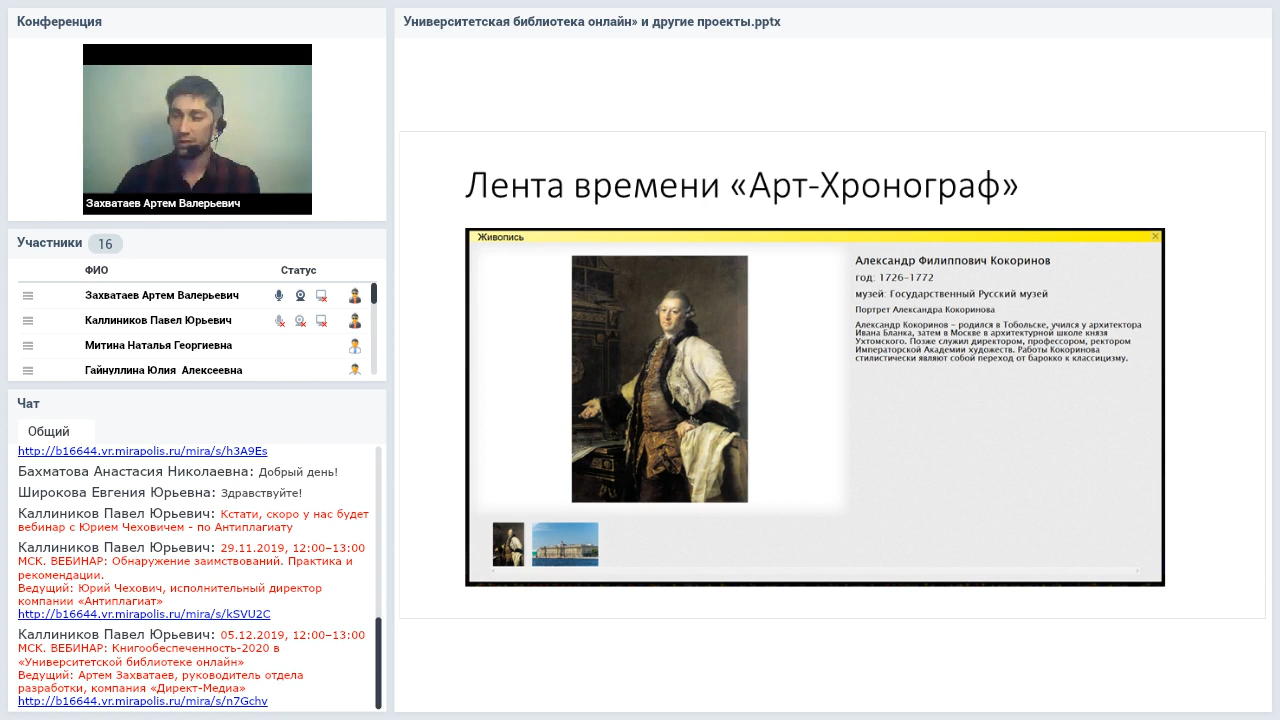 Конференция
Захватаев Артем Валерьевич
Участники 16
ФИО Статус
Захватаев Артем Валерьевич
Каллиников Павел Юрьевич
Митина Наталья Георгиевна
Гайнуллина Юлия Алексеевна
Чат
Общий
http://b16644.vr.mirapolis.ru/mira/s/h3A9Es
Бахматова Анастасия Николаевна: Добрый день!
Широкова Евгения Юрьевна: Здравствуйте!
Каллиников Павел Юрьевич: Кстати, скоро у нас будет
вебинар с Юрием Чеховичем - по Антиплагиату
Каллиников Павел Юрьевич: 29.11.2019, 12:00–13:00
МСК. ВЕБИНАР: Обнаружение заимствований. Практика и
рекомендации.
Ведущий: Юрий Чехович, исполнительный директор
компании «Антиплагиат»
http://b16644.vr.mirapolis.ru/mira/s/kSVU2C
Каллиников Павел Юрьевич: 05.12.2019, 12:00–13:00
МСК. ВЕБИНАР: Книгообеспеченность-2020 в
«Университетской библиотеке онлайн»
Ведущий: Артем Захватаев, руководитель отдела
разработки, компания «Директ-Медиа»
http://b16644.vr.mirapolis.ru/mira/s/n7Gchv
Университетская библиотека онлайн» и другие проекты.pptx
Лента времени «Арт-Хронограф»
Живопись
Александр Филиппович Кокоринов
год: 1726-1772
музей: Государственный Русский музей
Портрет Александра Кокоринова
Александр Кокоринов - родился в Тобольске, учился у архитектора
Ивана Бланка, затем в Москве в архитектурной школе князя
Ухтомского. Позже служил директором, профессором, ректором
Императорской Академии художеств. Работы Кокоринова
стилистически являют собой переход от барокко к классицизму.